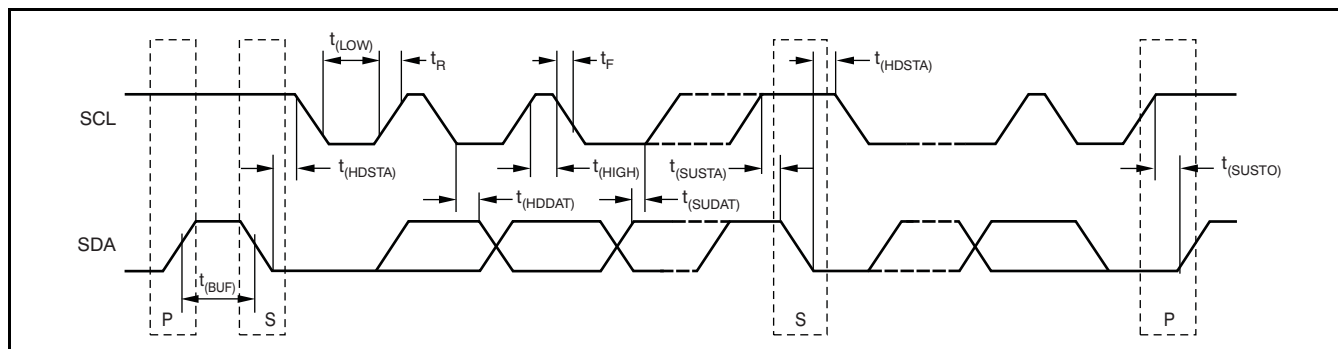 t(LOW)
tR
tF
t(HDSTA)
SCL
t(HDSTA)
t(HIGH)
t(SUSTA)
t(SUSTO)
t(HDDAT)
t(SUDAT)
SDA
t(BUF)
P
S
S
P